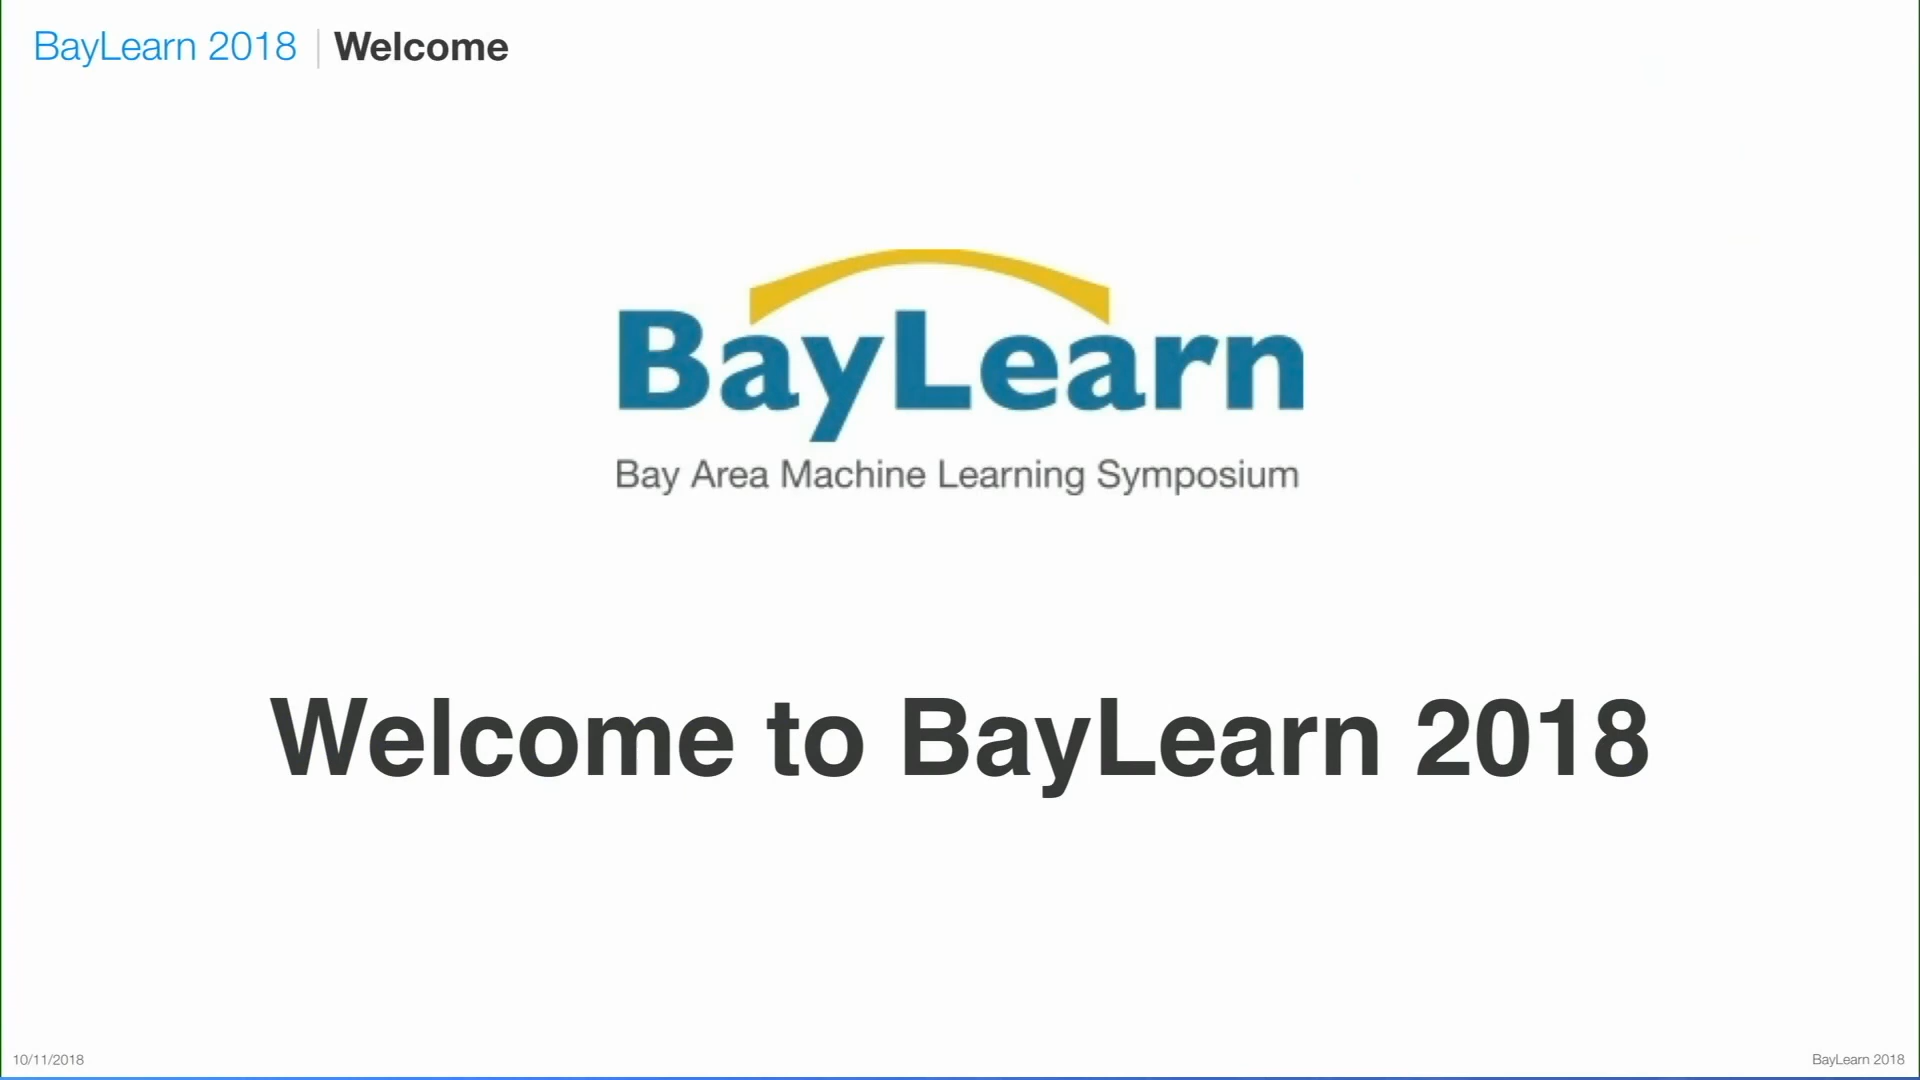 BayLearn 2018 | Welcome
BayLearn
Bay Area Machine Learning Symposium
Welcome to BayLearn 2018
10/11/2018
BayLearn 2018